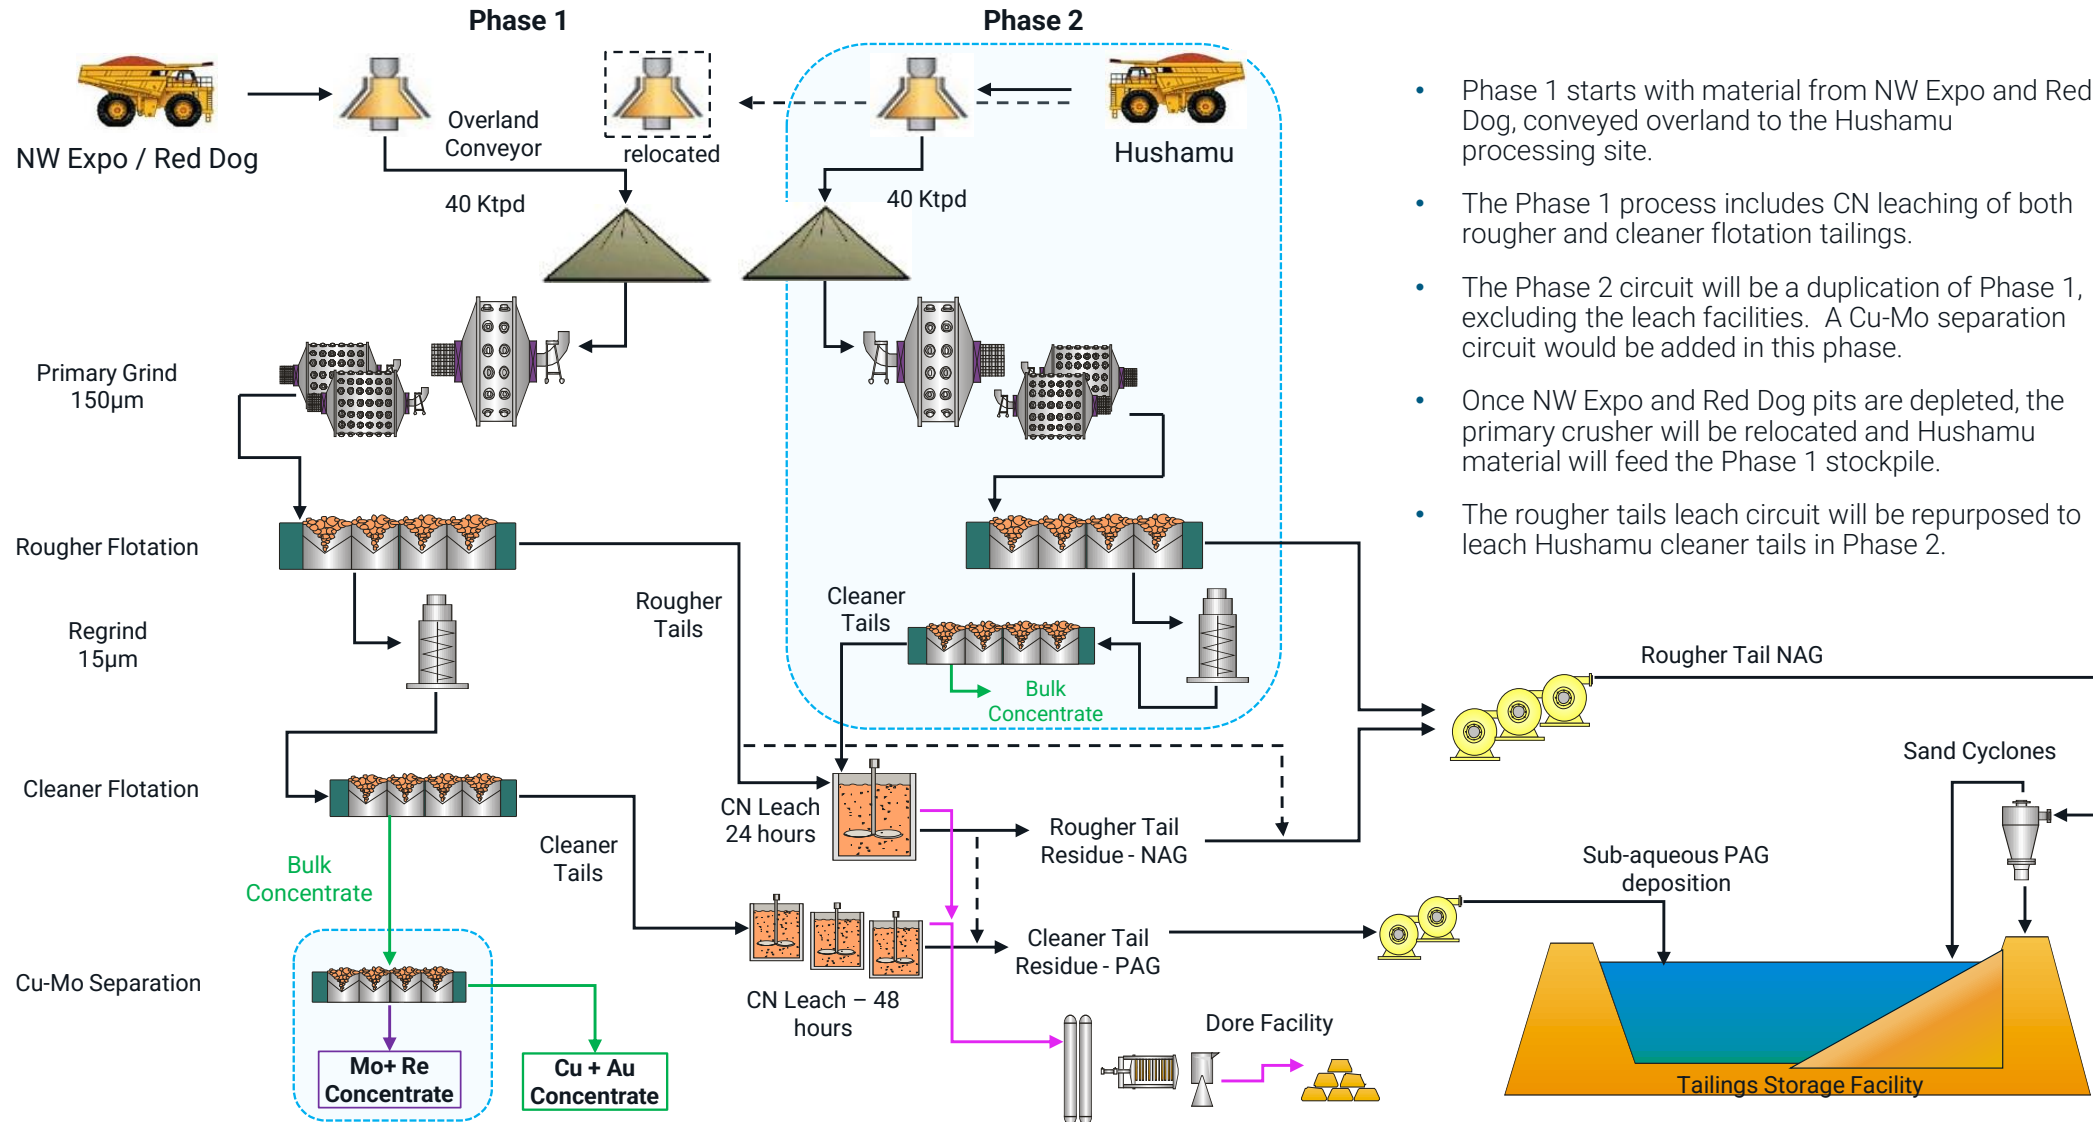 Phase 1
Phase 2
NW Expo / Red Dog
Overland
Conveyor
40 Ktpd
relocated
Hushamu
40 Ktpd
Primary Grind
150µm
Rougher Flotation
Regrind
15µm
Rougher
Tails
Cleaner
Tails
Bulk
Concentrate
Cleaner Flotation
Bulk
Concentrate
Cleaner
Tails
CN Leach
24 hours
Rougher Tail
Residue - NAG
Cleaner Tail
Residue - PAG
CN Leach – 48
hours
Cu-Mo Separation
Mo+ Re
Concentrate
Cu + Au
Concentrate
Dore Facility
• Phase 1 starts with material from NW Expo and Red
Dog, conveyed overland to the Hushamu
processing site.
• The Phase 1 process includes CN leaching of both
rougher and cleaner flotation tailings.
• The Phase 2 circuit will be a duplication of Phase 1,
excluding the leach facilities. A Cu-Mo separation
circuit would be added in this phase.
• Once NW Expo and Red Dog pits are depleted, the
primary crusher will be relocated and Hushamu
material will feed the Phase 1 stockpile.
• The rougher tails leach circuit will be repurposed to
leach Hushamu cleaner tails in Phase 2.
Rougher Tail NAG
Sand Cyclones
Sub-aqueous PAG
deposition
Tailings Storage Facility